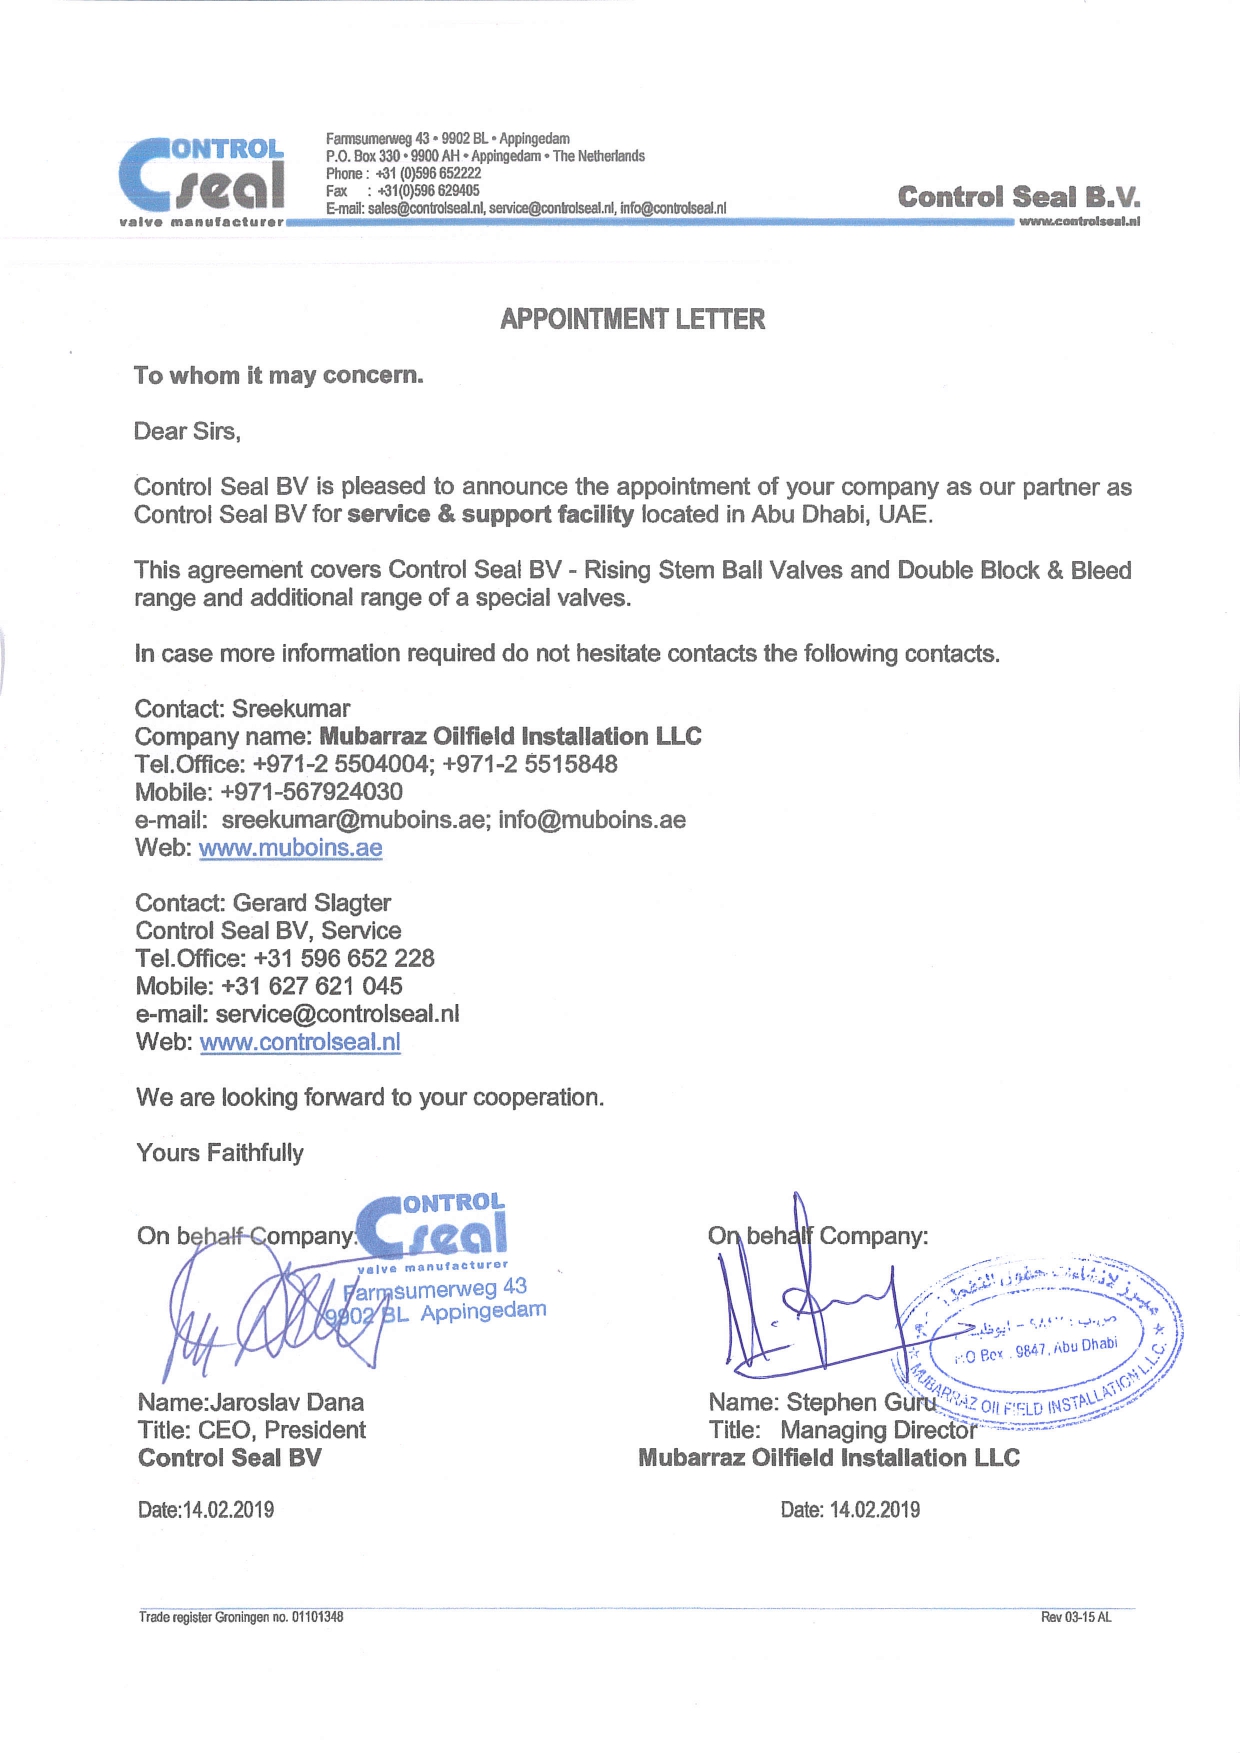 CONTROL
seal
valve manufacturer
Farmsumerweg 43 • 9902 BL • Appingedam
P.O. Box 330 • 9900 AH • Appingedam • The Netherlands
Phone : +31 (0)596 652222
Fax : +31(0)596 629405
E-mail: sales@controlseal.nl, service@controlseal.nl, info@controlseal.nl
Control Seal B.V.
www.controlseal.nl
APPOINTMENT LETTER
To whom it may concern.
Dear Sirs,
Control Seal BV is pleased to announce the appointment of your company as our partner as
Control Seal BV for service & support facility located in Abu Dhabi, UAE.
This agreement covers Control Seal BV - Rising Stem Ball Valves and Double Block & Bleed
range and additional range of a special valves.
In case more information required do not hesitate contacts the following contacts.
Contact: Sreekumar
Company name: Mubarraz Oilfield Installation LLC
Tel.Office: +971-2 5504004; +971-2 5515848
Mobile: +971-567924030
e-mail: sreekumar@muboins.ae; info@muboins.ae
Web: www.muboins.ae
Contact: Gerard Slagter
Control Seal BV, Service
Tel.Office: +31 596 652 228
Mobile: +31 627 621 045
e-mail: service@controlseal.nl
Web: www.controlseal.nl
We are looking forward to your cooperation.
Yours Faithfully
On behalf Company:
CONTROL
seal
valve manufacturer
Farmsumerweg 43
9902 BL Appingedam
Name:Jaroslav Dana
Title: CEO, President
Control Seal BV
Date:14.02.2019
On behalf Company:
P.O Box . 9847, Abu Dhabi
MUBARRAZ OIL FIELD INSTALLATION L.L.C.
Name: Stephen Guru
Title: Managing Director
Mubarraz Oilfield Installation LLC
Date: 14.02.2019
Trade register Groningen no. 01101348
Rev 03-15 AL